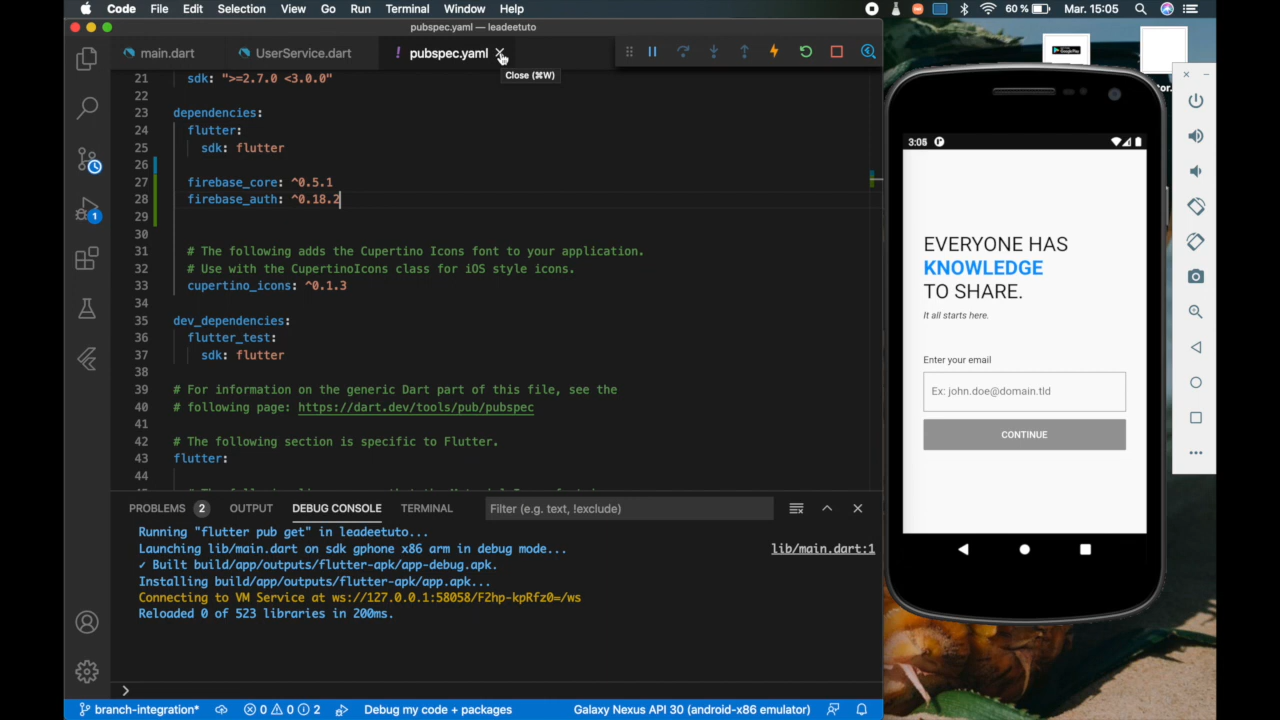 Code File Edit Selection View Go Run Terminal Window Help 60 % Mar. 15:05
pubspec.yaml — leadeetuto
main.dart UserService.dart ! pubspec.yaml
Close (⌘W)
21 sdk: ">=2.7.0 <3.0.0"
22
23 dependencies:
24 flutter:
25 sdk: flutter
26
27 firebase_core: ^0.5.1
28 firebase_auth: ^0.18.2
29
30
31 # The following adds the Cupertino Icons font to your application.
32 # Use with the CupertinoIcons class for iOS style icons.
33 cupertino_icons: ^0.1.3
34
35 dev_dependencies:
36 flutter_test:
37 sdk: flutter
38
39 # For information on the generic Dart part of this file, see the
40 # following page: https://dart.dev/tools/pub/pubspec
41
42 # The following section is specific to Flutter.
43 flutter:
44
1
PROBLEMS 2 OUTPUT DEBUG CONSOLE TERMINAL Filter (e.g. text, !exclude)
Running "flutter pub get" in leadeetuto...
Launching lib/main.dart on sdk gphone x86 arm in debug mode... lib/main.dart:1
✓ Built build/app/outputs/flutter-apk/app-debug.apk.
Installing build/app/outputs/flutter-apk/app.apk...
Connecting to VM Service at ws://127.0.0.1:58058/F2hp-kpRfz0=/ws
Reloaded 0 of 523 libraries in 200ms.
branch-integration* 0 0 2 Debug my code + packages Galaxy Nexus API 30 (android-x86 emulator)
tor.
3:05
EVERYONE HAS
KNOWLEDGE
TO SHARE.
It all starts here.
Enter your email
Ex: john.doe@domain.tld
CONTINUE